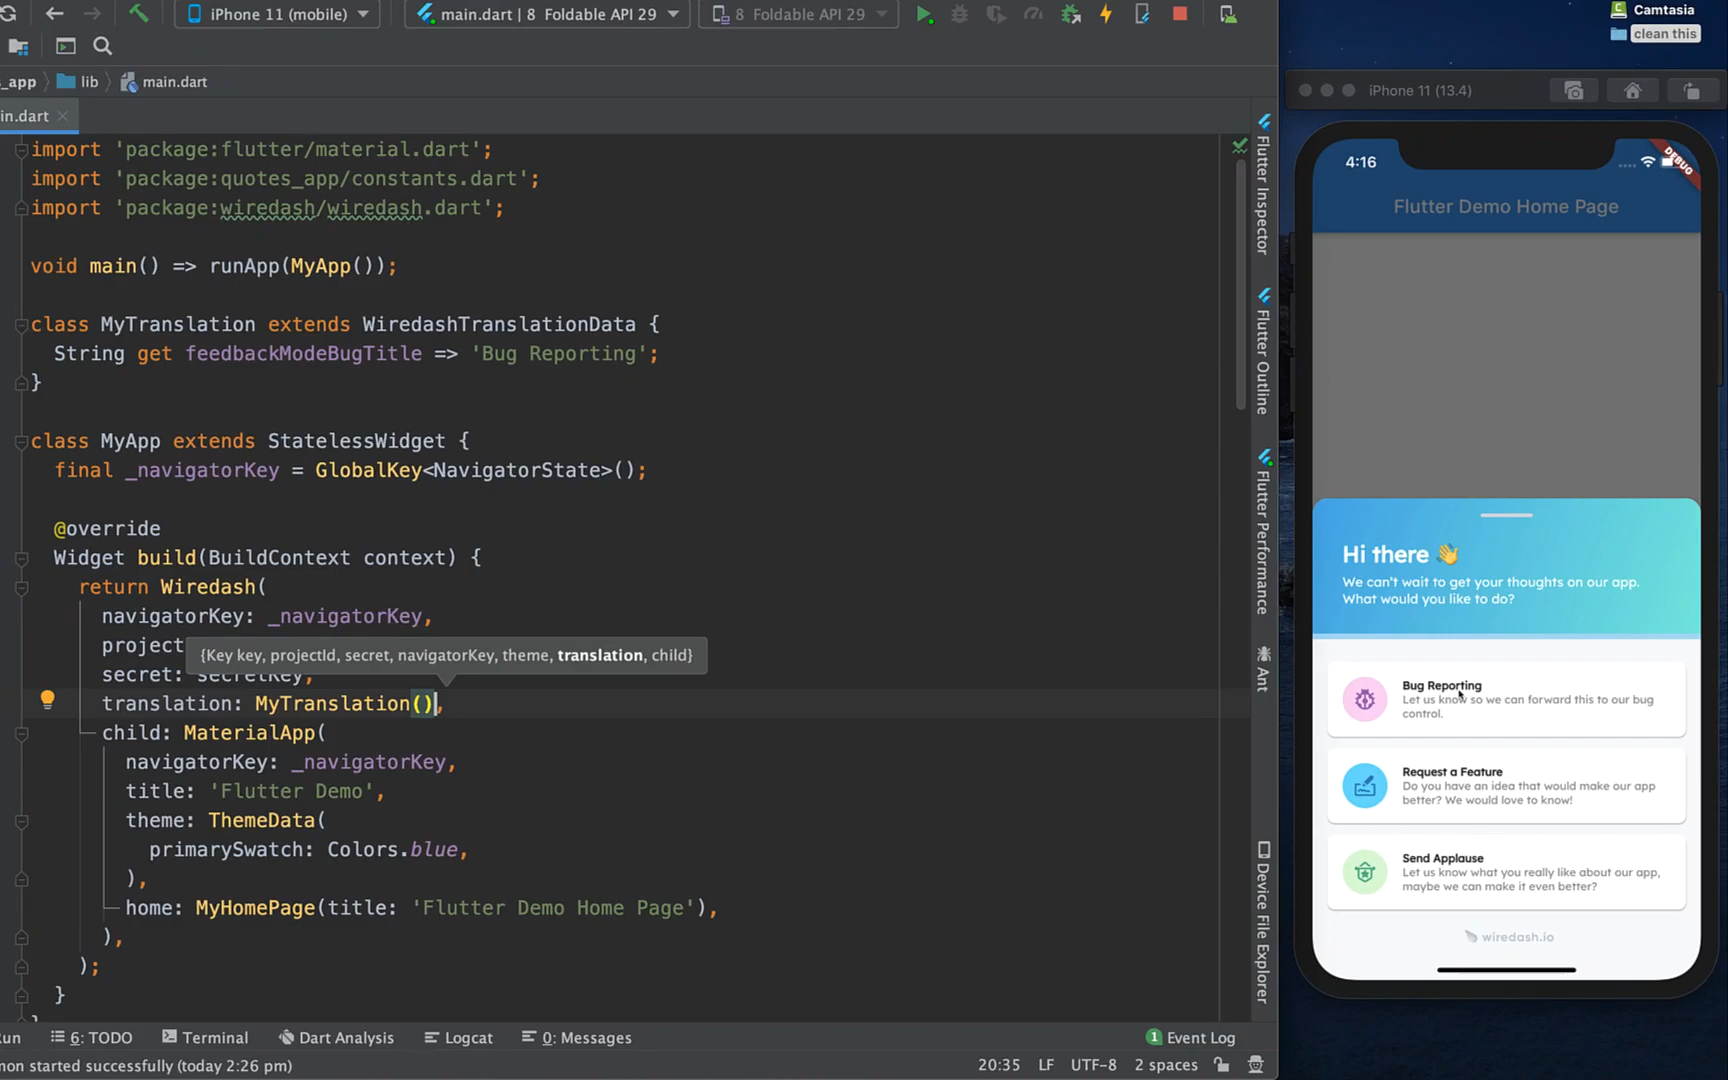 iPhone 11 (mobile)
main.dart | 8 Foldable API 29
8 Foldable API 29
s_app
lib
main.dart
in.dart
import 'package:flutter/material.dart';
import 'package:quotes_app/constants.dart';
import 'package:wiredash/wiredash.dart';
void main() => runApp(MyApp());
class MyTranslation extends WiredashTranslationData {
String get feedbackModeBugTitle => 'Bug Reporting';
}
class MyApp extends StatelessWidget {
final _navigatorKey = GlobalKey<NavigatorState>();
@override
Widget build(BuildContext context) {
return Wiredash(
navigatorKey: _navigatorKey,
project
{Key key, projectId, secret, navigatorKey, theme, translation, child}
secret: secretKey,
translation: MyTranslation(),
child: MaterialApp(
navigatorKey: _navigatorKey,
title: 'Flutter Demo',
theme: ThemeData(
primarySwatch: Colors.blue,
),
home: MyHomePage(title: 'Flutter Demo Home Page'),
),
);
}
Flutter Inspector
Flutter Outline
Flutter Performance
Ant
Device File Explorer
Run
6: TODO
Terminal
Dart Analysis
Logcat
0: Messages
1 Event Log
mon started successfully (today 2:26 pm)
20:35
LF
UTF-8
2 spaces
Camtasia
clean this
iPhone 11 (13.4)
4:16
DEBUG
Flutter Demo Home Page
Hi there 👋
We can't wait to get your thoughts on our app.
What would you like to do?
Bug Reporting
Let us know so we can forward this to our bug
control.
Request a Feature
Do you have an idea that would make our app
better? We would love to know!
Send Applause
Let us know what you really like about our app,
maybe we can make it even better?
wiredash.io